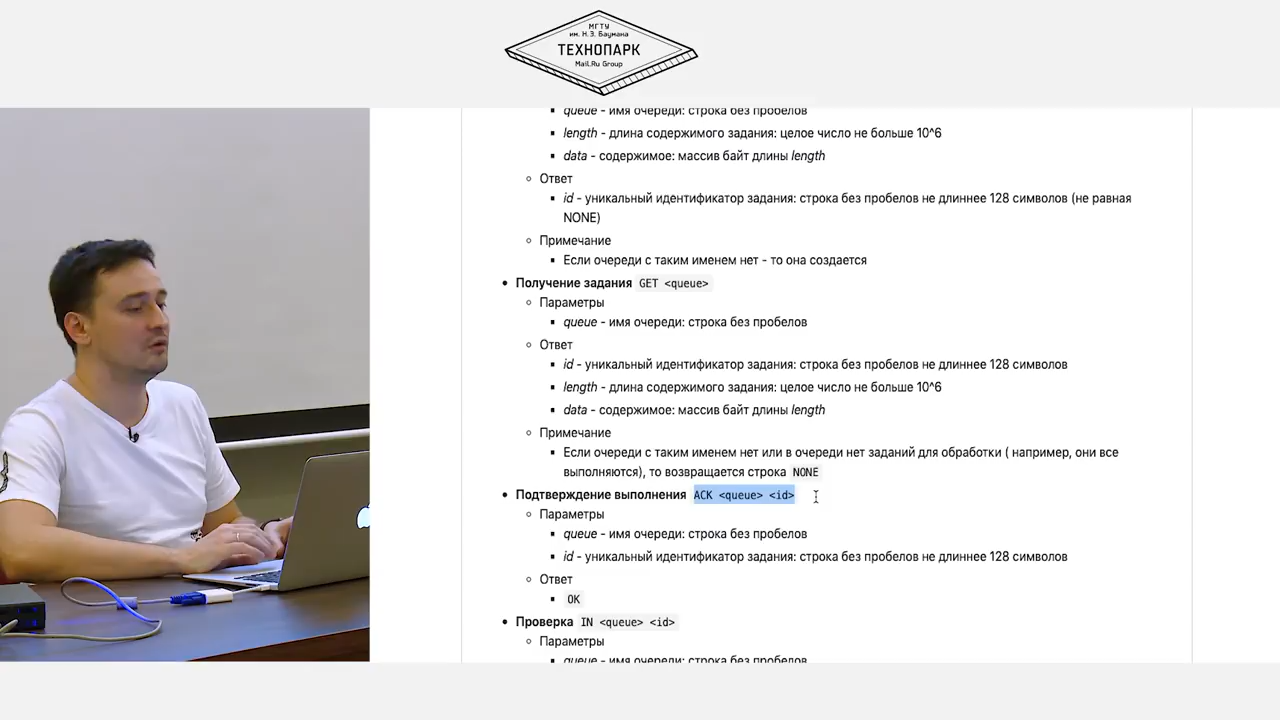 МГТУ
им. Н.Э. Баумана
ТЕХНОПАРК
Mail.Ru Group
▪ queue - имя очереди: строка без пробелов
▪ length - длина содержимого задания: целое число не больше 10^6
▪ data - содержимое: массив байт длины length
○ Ответ
▪ id - уникальный идентификатор задания: строка без пробелов не длиннее 128 символов (не равная
NONE)
○ Примечание
▪ Если очереди с таким именем нет - то она создается
• Получение задания GET <queue>
○ Параметры
▪ queue - имя очереди: строка без пробелов
○ Ответ
▪ id - уникальный идентификатор задания: строка без пробелов не длиннее 128 символов
▪ length - длина содержимого задания: целое число не больше 10^6
▪ data - содержимое: массив байт длины length
○ Примечание
▪ Если очереди с таким именем нет или в очереди нет заданий для обработки ( например, они все
выполняются), то возвращается строка NONE
• Подтверждение выполнения ACK <queue> <id>
○ Параметры
▪ queue - имя очереди: строка без пробелов
▪ id - уникальный идентификатор задания: строка без пробелов не длиннее 128 символов
○ Ответ
▪ OK
• Проверка IN <queue> <id>
○ Параметры
▪ queue - имя очереди: строка без пробелов